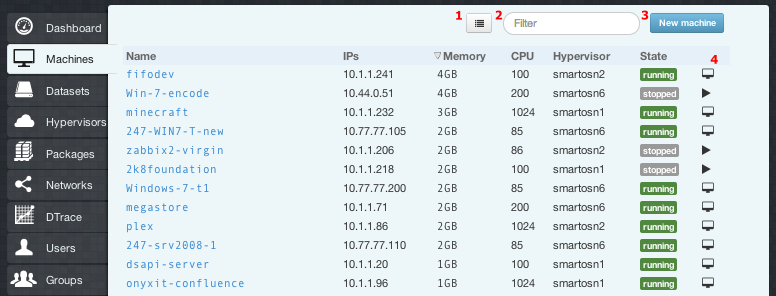 1 2 Filter 3 New machine
Dashboard
Machines
Datasets
Hypervisors
Packages
Networks
DTrace
Users
Groups
Name IPs ▽Memory CPU Hypervisor State 4
fifodev 10.1.1.241 4GB 100 smartosn2 running
Win-7-encode 10.44.0.51 4GB 200 smartosn6 stopped
minecraft 10.1.1.232 3GB 1024 smartosn1 running
247-WIN7-T-new 10.77.77.105 2GB 85 smartosn6 running
zabbix2-virgin 10.1.1.206 2GB 86 smartosn2 stopped
2k8foundation 10.1.1.218 2GB 100 smartosn1 stopped
Windows-7-t1 10.77.77.200 2GB 85 smartosn6 running
megastore 10.1.1.71 2GB 200 smartosn6 running
plex 10.1.1.86 2GB 1024 smartosn2 running
247-srv2008-1 10.77.77.110 2GB 85 smartosn6 running
dsapi-server 10.1.1.20 1GB 100 smartosn1 running
onyxit-confluence 10.1.1.96 1GB 1024 smartosn1 running